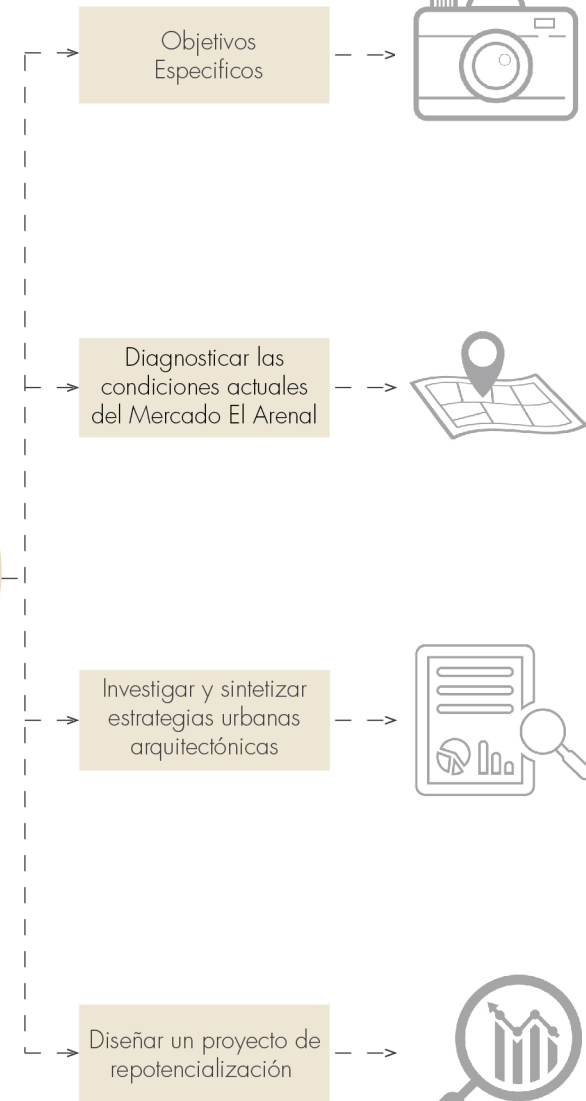 Objetivos
Especificos
Diagnosticar las
condiciones actuales
del Mercado El Arenal
Investigar y sintetizar
estrategias urbanas
arquitectónicas
Diseñar un proyecto de
repotencialización